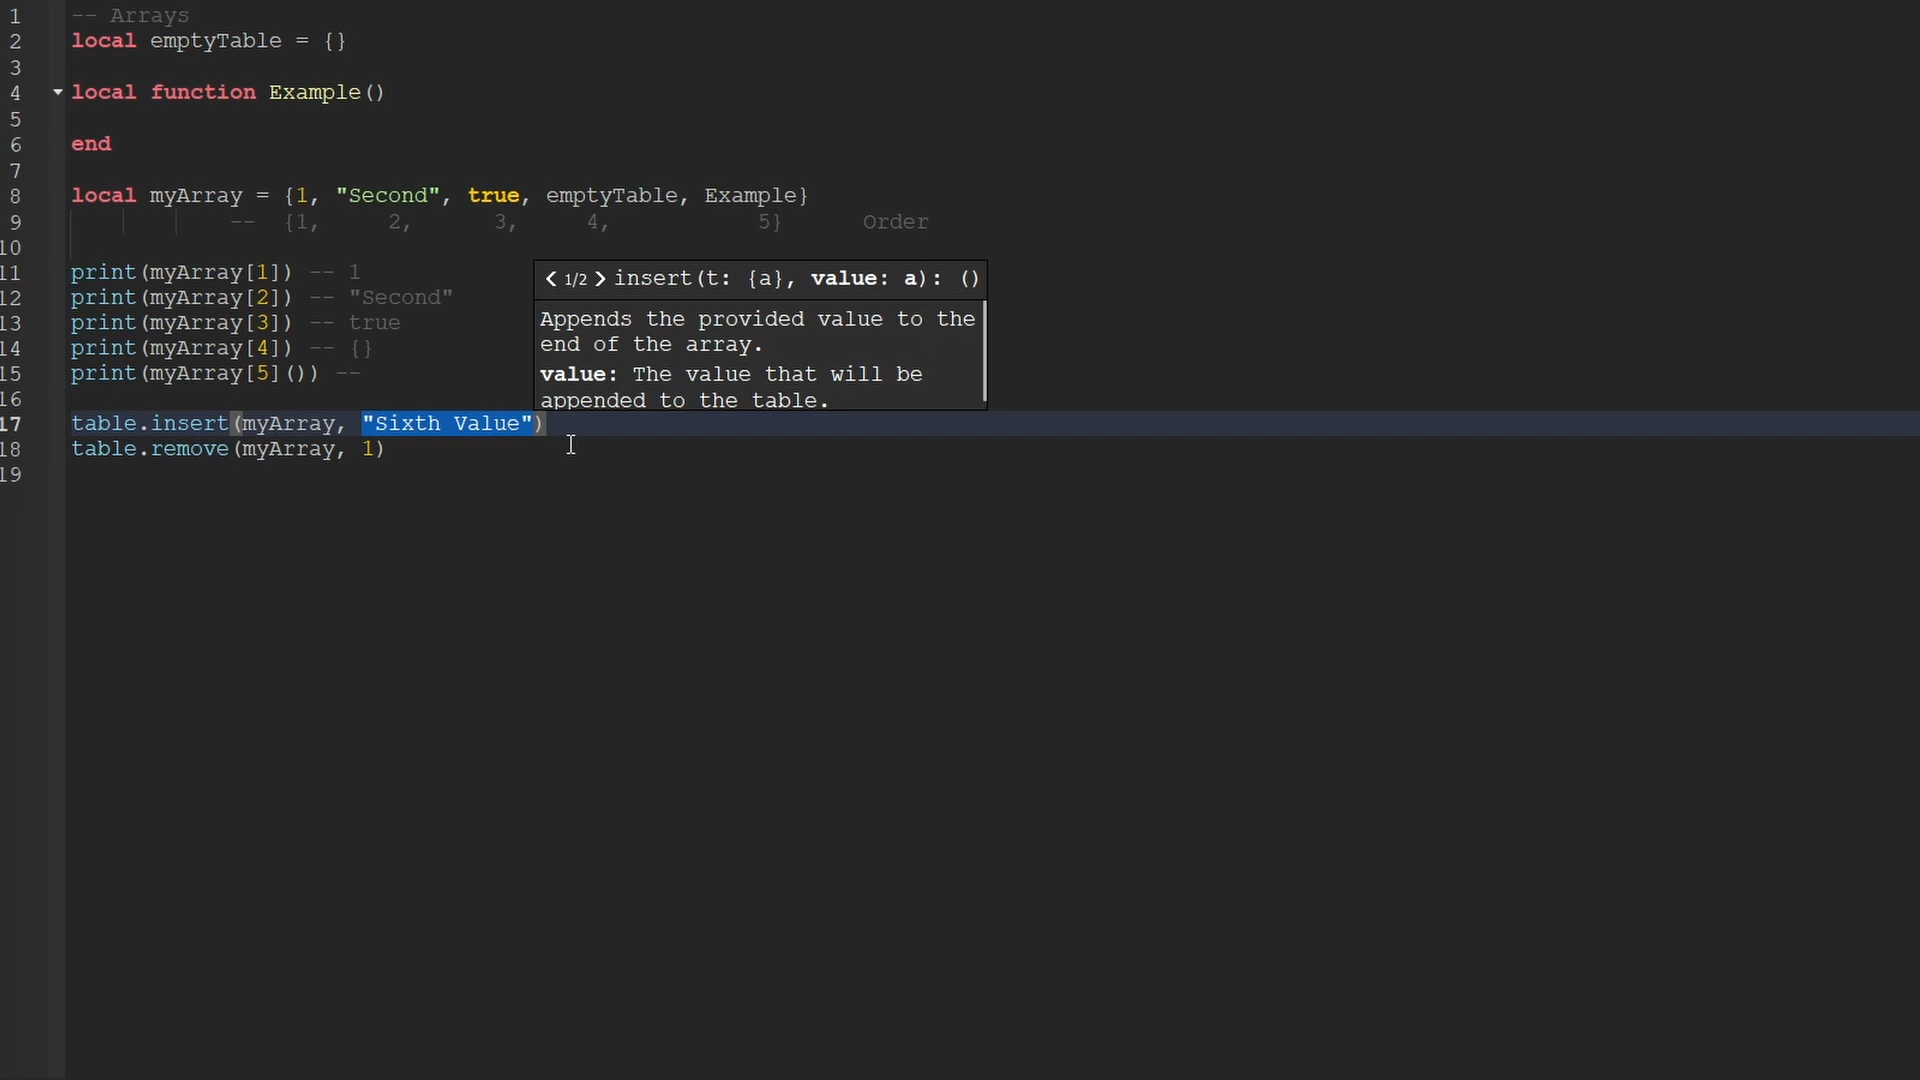 1 -- Arrays
2 local emptyTable = {}
3
4 local function Example()
5
6 end
7
8 local myArray = {1, "Second", true, emptyTable, Example}
9 -- {1, 2, 3, 4, 5} Order
10
11 print(myArray[1]) -- 1
12 print(myArray[2]) -- "Second"
13 print(myArray[3]) -- true
14 print(myArray[4]) -- {}
15 print(myArray[5]()) --
16
17 table.insert(myArray, "Sixth Value")
18 table.remove(myArray, 1)
19
< 1/2 > insert(t: {a}, value: a): ()
Appends the provided value to the
end of the array.
value: The value that will be
appended to the table.